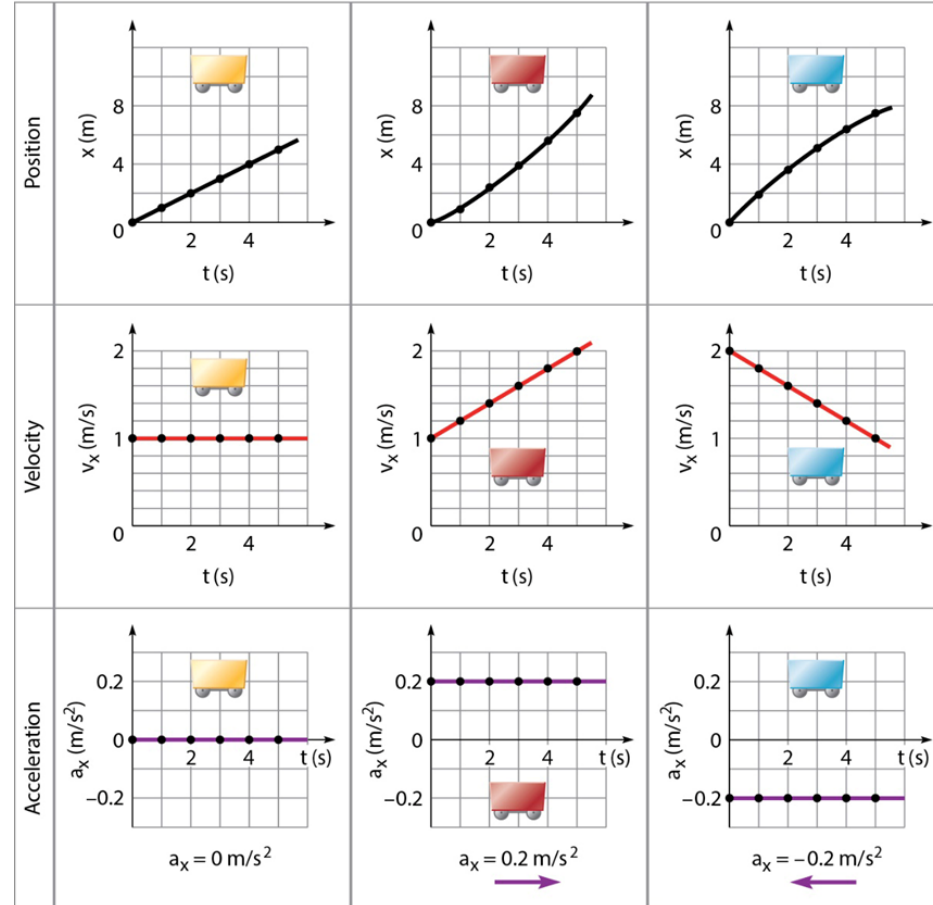 Position
x (m)
8
4
0
2
4
t (s)
x (m)
8
4
0
2
4
t (s)
x (m)
8
4
0
2
4
t (s)
Velocity
vₓ (m/s)
2
1
0
2
4
t (s)
vₓ (m/s)
2
1
0
2
4
t (s)
vₓ (m/s)
2
1
0
2
4
t (s)
Acceleration
aₓ (m/s²)
0.2
0
−0.2
2
4
t (s)
aₓ = 0 m/s²
aₓ (m/s²)
0.2
0
−0.2
2
4
t (s)
aₓ = 0.2 m/s²
aₓ (m/s²)
0.2
0
−0.2
2
4
t (s)
aₓ = −0.2 m/s²